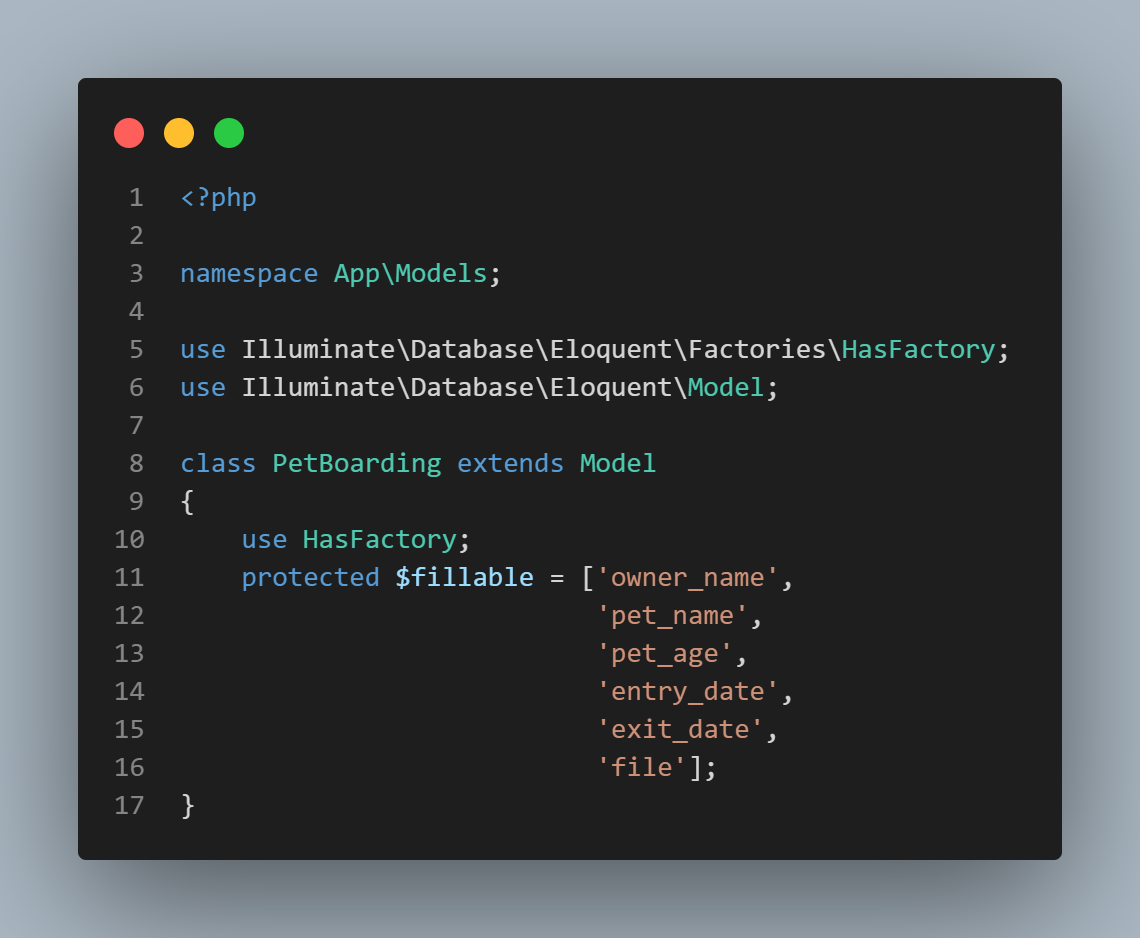 1 <?php
2
3 namespace App\Models;
4
5 use Illuminate\Database\Eloquent\Factories\HasFactory;
6 use Illuminate\Database\Eloquent\Model;
7
8 class PetBoarding extends Model
9 {
10     use HasFactory;
11     protected $fillable = ['owner_name',
12                            'pet_name',
13                            'pet_age',
14                            'entry_date',
15                            'exit_date',
16                            'file'];
17 }